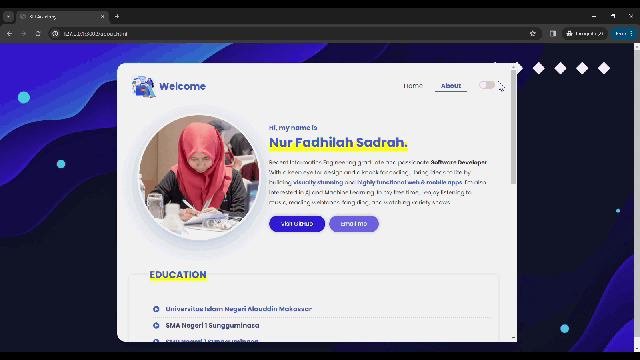 Welcome
Home
About
Hi, my name is
Nur Fadhilah Sadrah.
Recent Informatics Engineering graduate and passionate Software Developer.
With a keen eye for design and a knack for coding, I bring ideas to life by
building visually stunning and highly functional web & mobile apps. I'm also
interested in AI and Machine Learning. In my free time, I enjoy listening to
music, reading webtoons, fangirling, and watching variety shows.
Visit GitHub
Email me
EDUCATION
Universitas Islam Negeri Alauddin Makassar
SMA Negeri 1 Sungguminasa